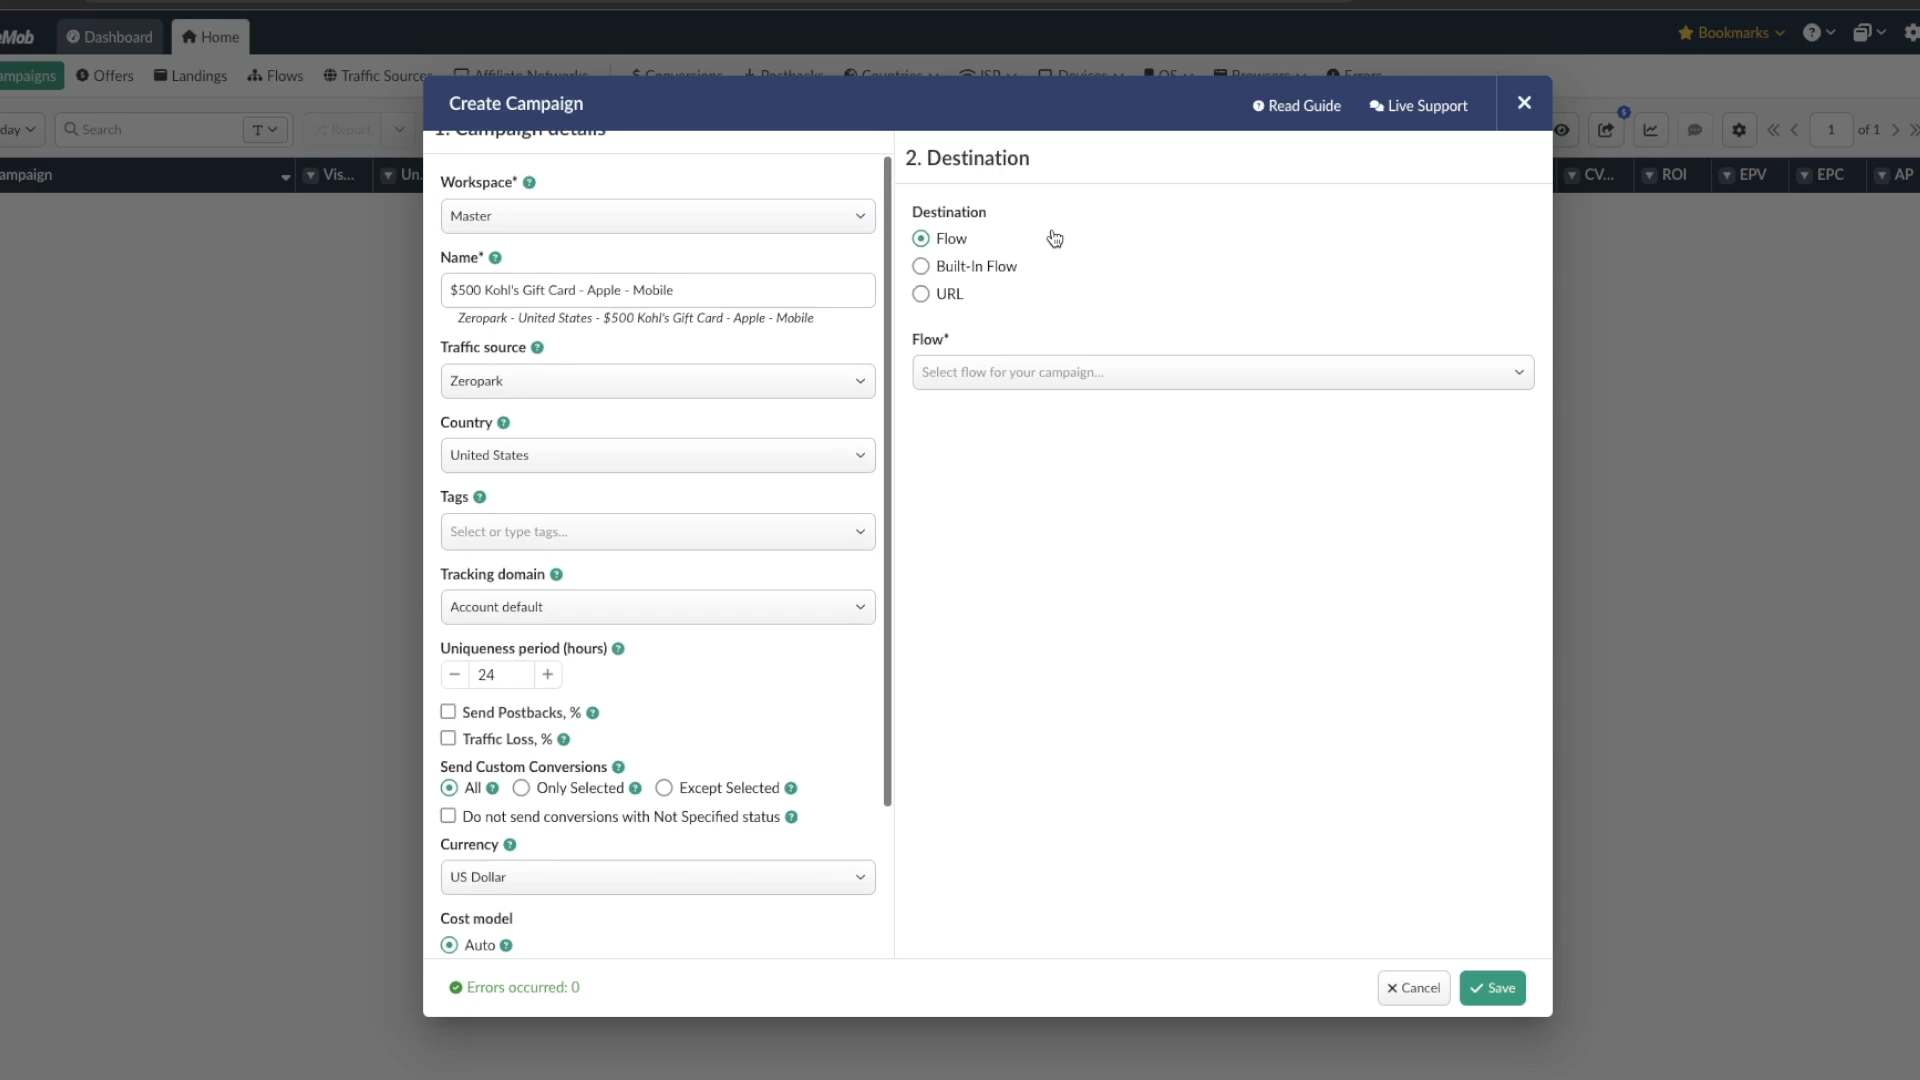 Dashboard
Home
Bookmarks
Offers
Landings
Flows
Traffic Sources
Affiliate Networks
Conversions
Postbacks
Countries
ISP
Devices
OS
Browsers
Errors
Create Campaign
Read Guide
Live Support
Search
T
Report
1
of 1
Vis...
Un...
CV...
ROI
EPV
EPC
AP
1. Campaign details
Workspace*
Master
Name*
$500 Kohl's Gift Card - Apple - Mobile
Zeropark - United States - $500 Kohl's Gift Card - Apple - Mobile
Traffic source
Zeropark
Country
United States
Tags
Select or type tags...
Tracking domain
Account default
Uniqueness period (hours)
24
Send Postbacks, %
Traffic Loss, %
Send Custom Conversions
All
Only Selected
Except Selected
Do not send conversions with Not Specified status
Currency
US Dollar
Cost model
Auto
2. Destination
Destination
Flow
Built-In Flow
URL
Flow*
Select flow for your campaign...
Errors occurred: 0
Cancel
Save